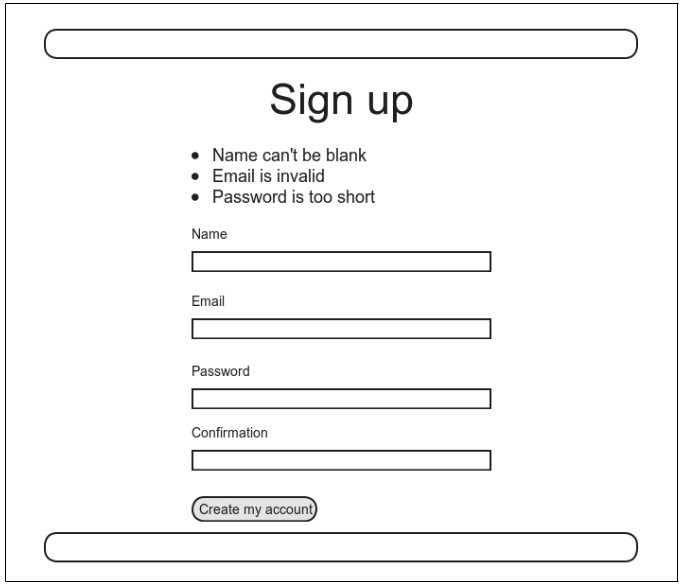 Sign up
Name can't be blank
Email is invalid
Password is too short
Name
Email
Password
Confirmation
Create my account